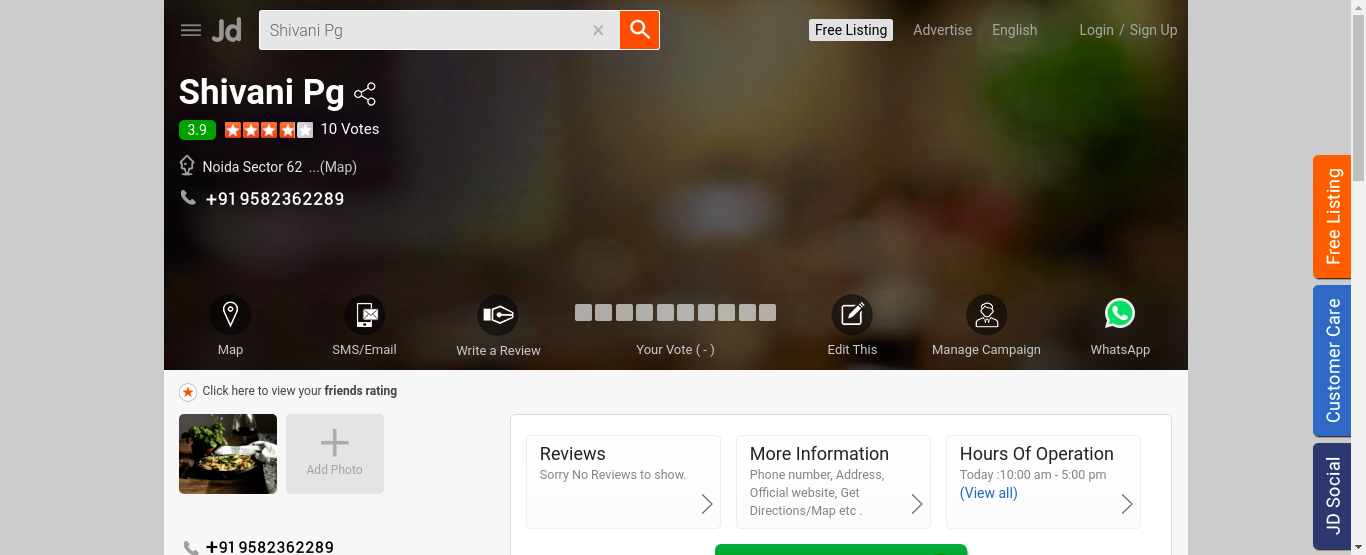 Jd
Shivani Pg
Free Listing
Advertise
English
Login / Sign Up
Shivani Pg
3.9
10 Votes
Noida Sector 62 ...(Map)
+91 9582362289
Map
SMS/Email
Write a Review
Your Vote ( - )
Edit This
Manage Campaign
WhatsApp
Free Listing
Customer Care
JD Social
Click here to view your friends rating
Add Photo
Reviews
Sorry No Reviews to show.
More Information
Phone number, Address,
Official website, Get
Directions/Map etc .
Hours Of Operation
Today :10:00 am - 5:00 pm
(View all)
+91 9582362289